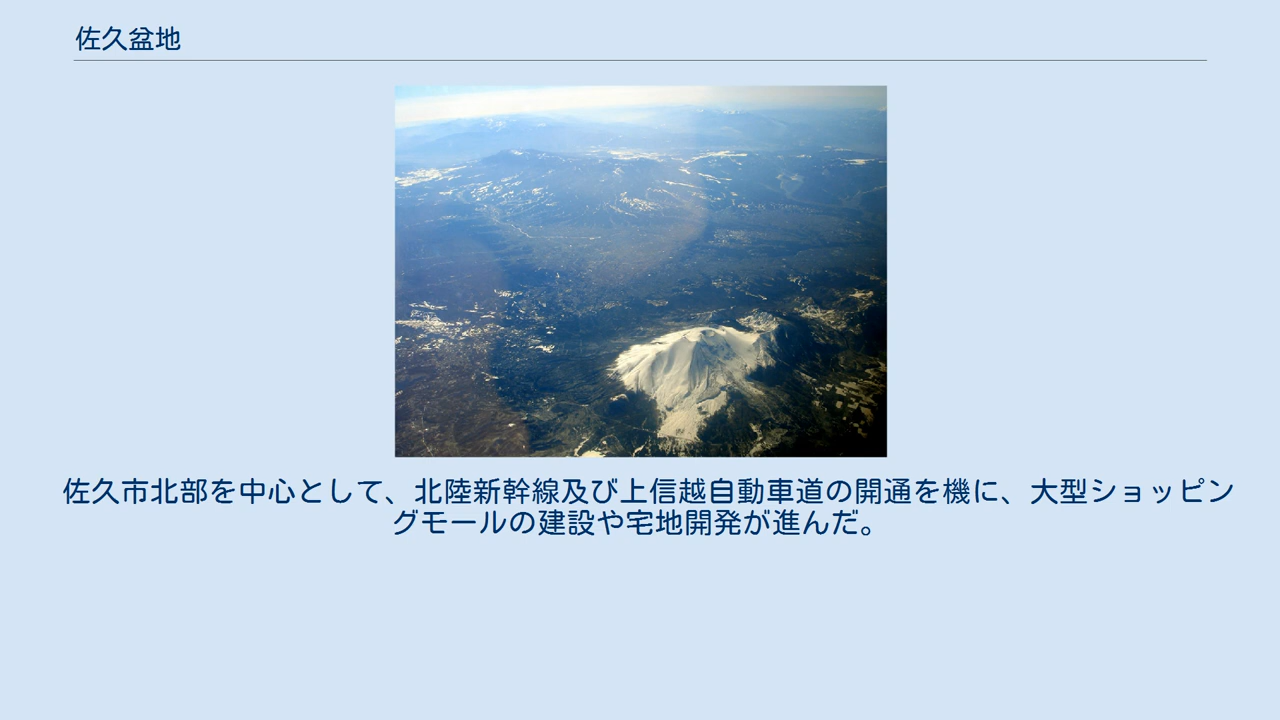 佐久盆地
佐久市北部を中心として、北陸新幹線及び上信越自動車道の開通を機に、大型ショッピン
グモールの建設や宅地開発が進んだ。